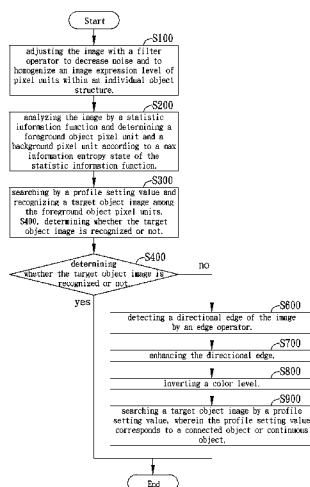 Start
S100
adjusting the image with a filter
operator to decrease noise and to
homogenize an image expression level of
pixel units within an individual object
structure.
S200
analyzing the image by a statistic
information function and determining a
foreground object pixel unit and a
background pixel unit according to a max
information entropy state of the
statistic information function.
S300
searching by a profile setting value and
recognizing a target object image among
the foreground object pixel units.
S400, determining whether the target
object image is recognized or not.
S400
determining
whether the target object image is
recognized or not.
no
yes
S600
detecting a directional edge of the image
by an edge operator.
S700
enhancing the directional edge.
S800
inverting a color level.
S900
searching a target object image by a profile
setting value, wherein the profile setting value
corresponds to a connected object or continuous
object.
End